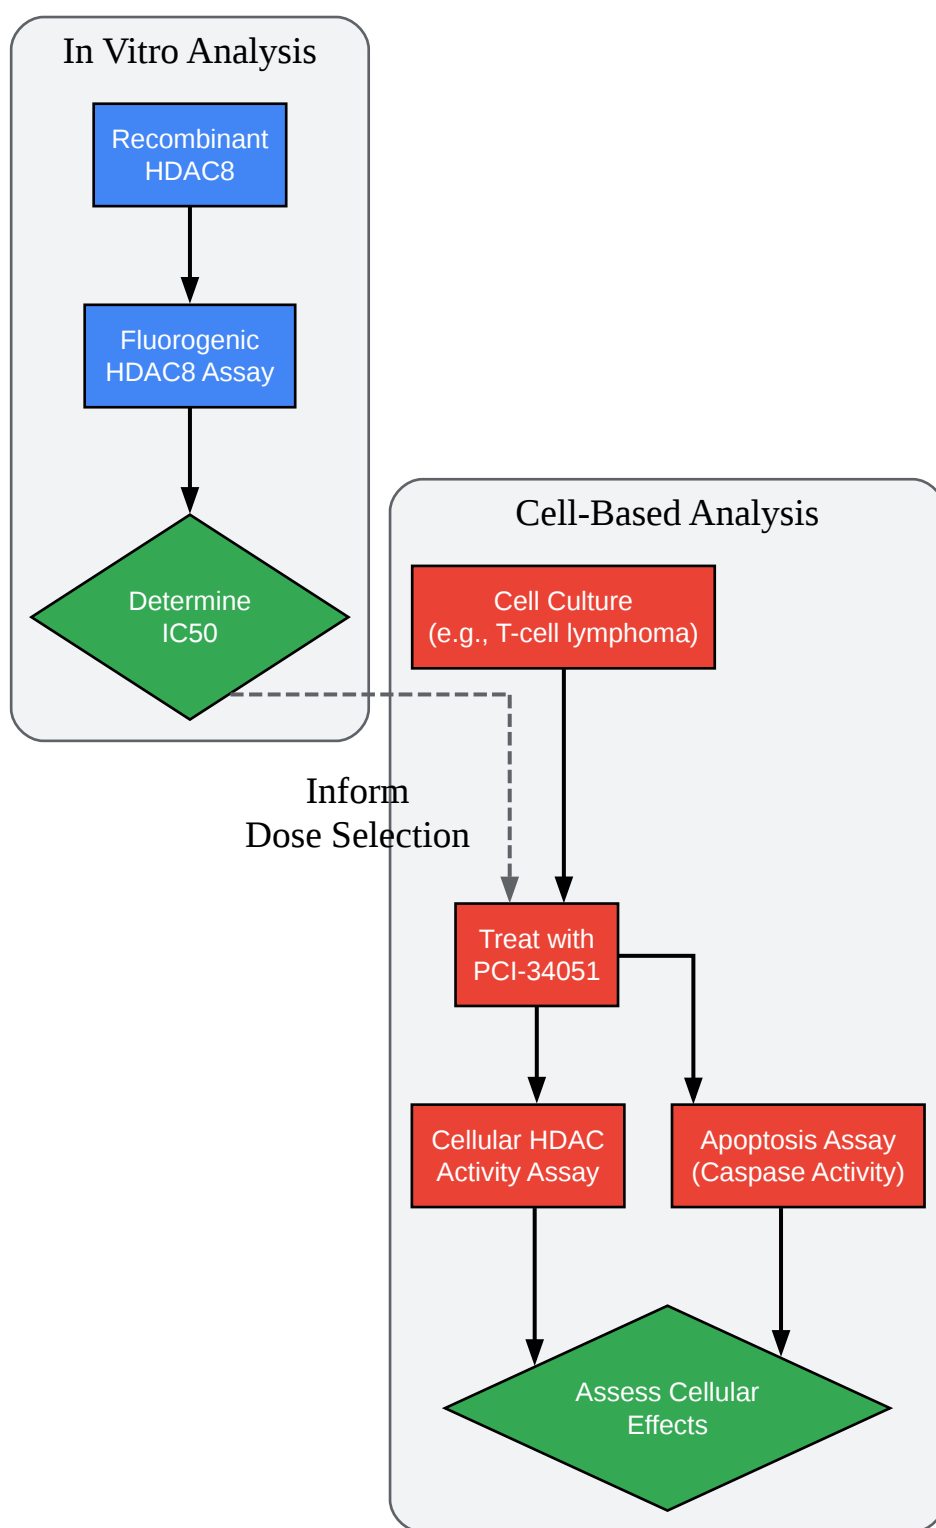 In Vitro Analysis
Recombinant
HDAC8
Fluorogenic
HDAC8 Assay
Determine
IC50
Inform
Dose Selection
Cell-Based Analysis
Cell Culture
(e.g., T-cell lymphoma)
Treat with
PCI-34051
Cellular HDAC
Activity Assay
Apoptosis Assay
(Caspase Activity)
Assess Cellular
Effects